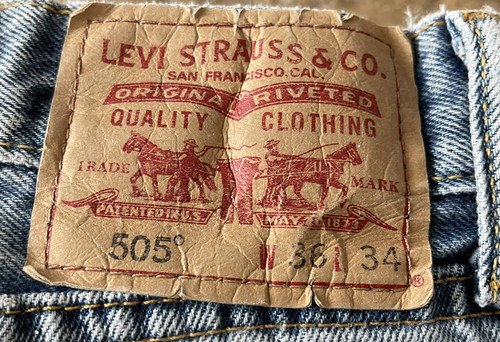 LEVI STRAUSS & CO.
SAN FRANCISCO. CAL.
ORIGINAL RIVETED
QUALITY CLOTHING
TRADE MARK
PATENTED IN U.S. MAY 20 1873
505° W 36 L 34
®